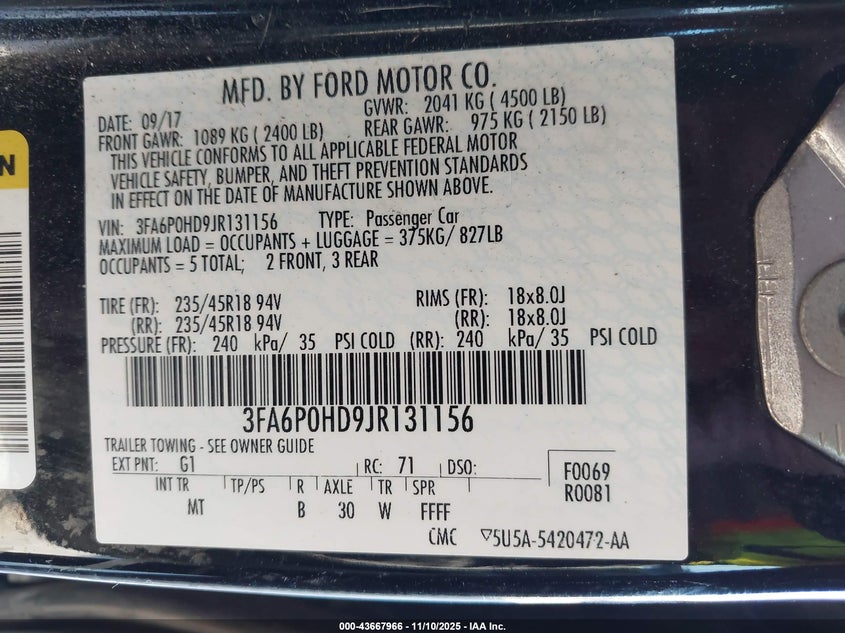 MFD. BY FORD MOTOR CO.
DATE: 09/17 GVWR: 2041 KG ( 4500 LB)
FRONT GAWR: 1089 KG ( 2400 LB) REAR GAWR: 975 KG ( 2150 LB)
THIS VEHICLE CONFORMS TO ALL APPLICABLE FEDERAL MOTOR
VEHICLE SAFETY, BUMPER, AND THEFT PREVENTION STANDARDS
IN EFFECT ON THE DATE OF MANUFACTURE SHOWN ABOVE.
VIN: 3FA6P0HD9JR131156 TYPE: Passenger Car
MAXIMUM LOAD = OCCUPANTS + LUGGAGE = 375KG/ 827LB
OCCUPANTS = 5 TOTAL; 2 FRONT, 3 REAR
TIRE (FR): 235/45R18 94V RIMS (FR): 18x8.0J
(RR): 235/45R18 94V (RR): 18x8.0J
PRESSURE (FR): 240 kPa/ 35 PSI COLD (RR): 240 kPa/ 35 PSI COLD
3FA6P0HD9JR131156
TRAILER TOWING - SEE OWNER GUIDE
EXT PNT: G1 RC: 71 DSO: F0069
INT TR TP/PS R AXLE TR SPR R0081
MT B 30 W FFFF
CMC ▽5U5A-5420472-AA
N
000-43667966 - 11/10/2025 - IAA Inc.